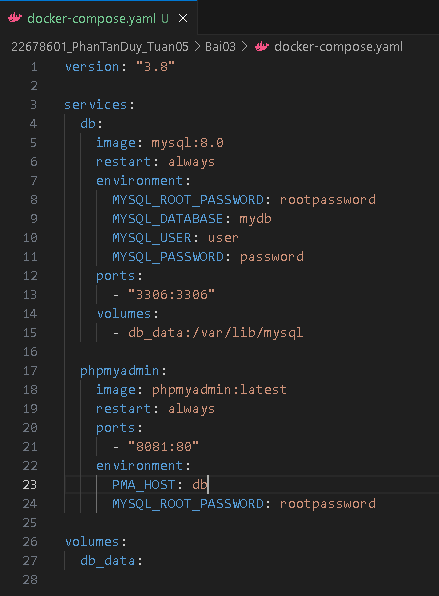 docker-compose.yaml U ×
22678601_PhanTanDuy_Tuan05 > Bai03 > docker-compose.yaml
1 version: "3.8"
2
3 services:
4   db:
5     image: mysql:8.0
6     restart: always
7     environment:
8       MYSQL_ROOT_PASSWORD: rootpassword
9       MYSQL_DATABASE: mydb
10       MYSQL_USER: user
11       MYSQL_PASSWORD: password
12     ports:
13       - "3306:3306"
14     volumes:
15       - db_data:/var/lib/mysql
16
17   phpmyadmin:
18     image: phpmyadmin:latest
19     restart: always
20     ports:
21       - "8081:80"
22     environment:
23       PMA_HOST: db
24       MYSQL_ROOT_PASSWORD: rootpassword
25
26 volumes:
27   db_data:
28